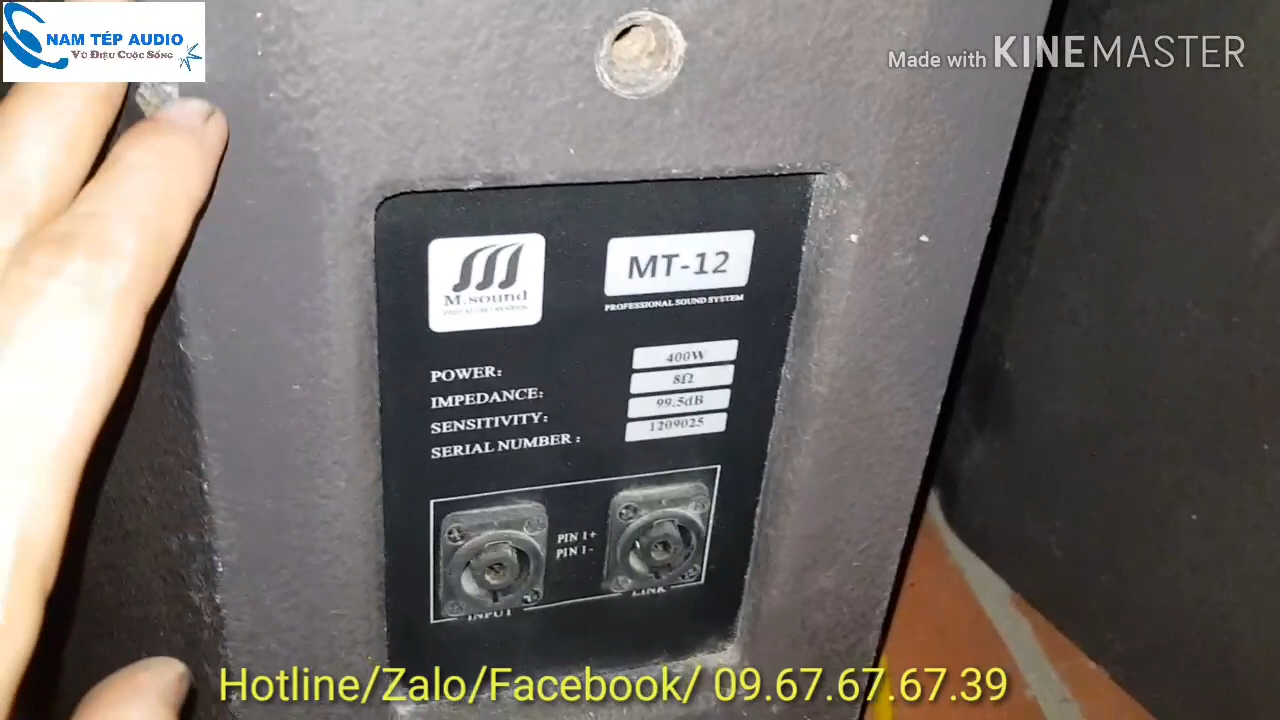 NAM TÉP AUDIO
Vũ Điệu Cuộc Sống
Made with KINEMASTER
M.sound
MT-12
PROFESSIONAL SOUND SYSTEM
POWER: 400W
IMPEDANCE: 8Ω
SENSITIVITY: 99.5dB
SERIAL NUMBER: 1209025
PIN 1+
PIN 1-
INPUT
LINK
Hotline/Zalo/Facebook/ 09.67.67.67.39